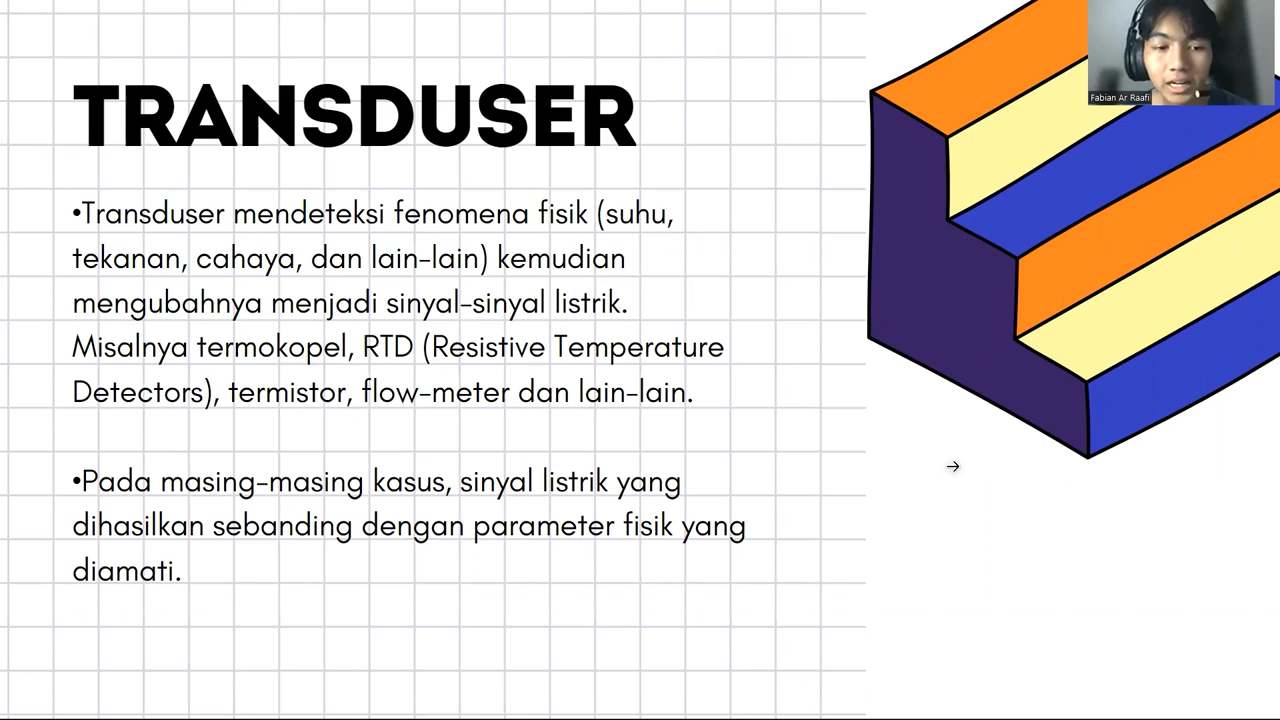 TRANSDUSER
•Transduser mendeteksi fenomena fisik (suhu,
tekanan, cahaya, dan lain-lain) kemudian
mengubahnya menjadi sinyal-sinyal listrik.
Misalnya termokopel, RTD (Resistive Temperature
Detectors), termistor, flow-meter dan lain-lain.
•Pada masing-masing kasus, sinyal listrik yang
dihasilkan sebanding dengan parameter fisik yang
diamati.
Fabian Ar Raafi